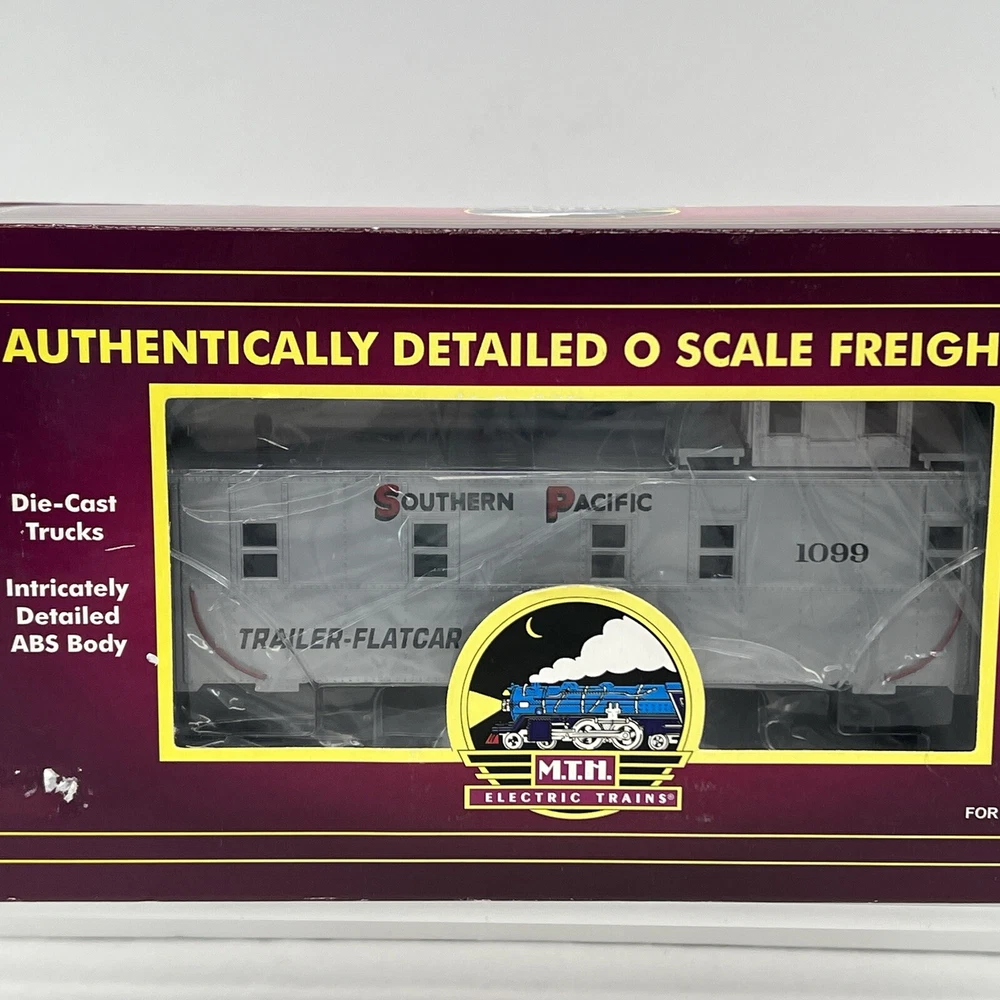 AUTHENTICALLY DETAILED O SCALE FREIGH
Die-Cast
Trucks
Intricately
Detailed
ABS Body
SOUTHERN PACIFIC
1099
TRAILER-FLATCAR
M.T.H.
ELECTRIC TRAINS®
FOR